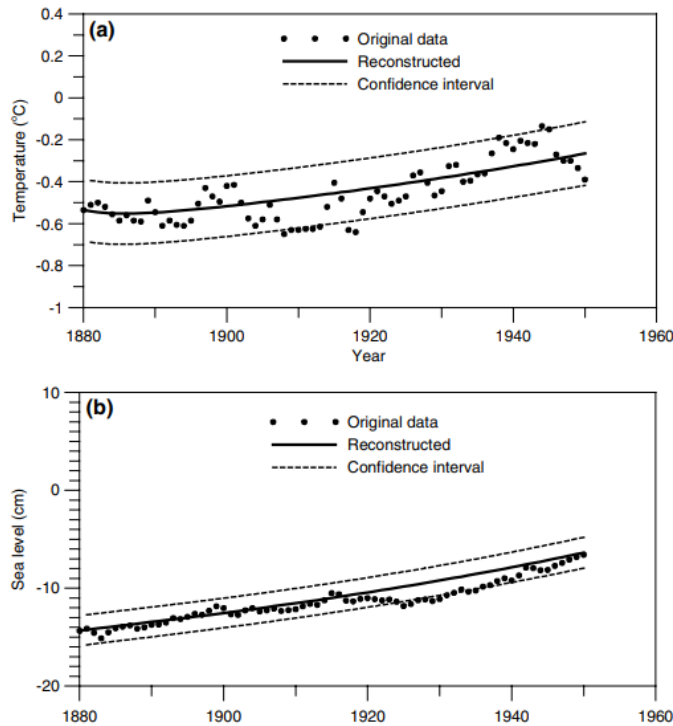 (a)
Original data
Reconstructed
Confidence interval
0.4
0.2
0
-0.2
-0.4
-0.6
-0.8
-1
Temperature (°C)
1880 1900 1920 1940 1960
Year
(b)
Original data
Reconstructed
Confidence interval
10
0
-10
-20
Sea level (cm)
1880 1900 1920 1940 1960